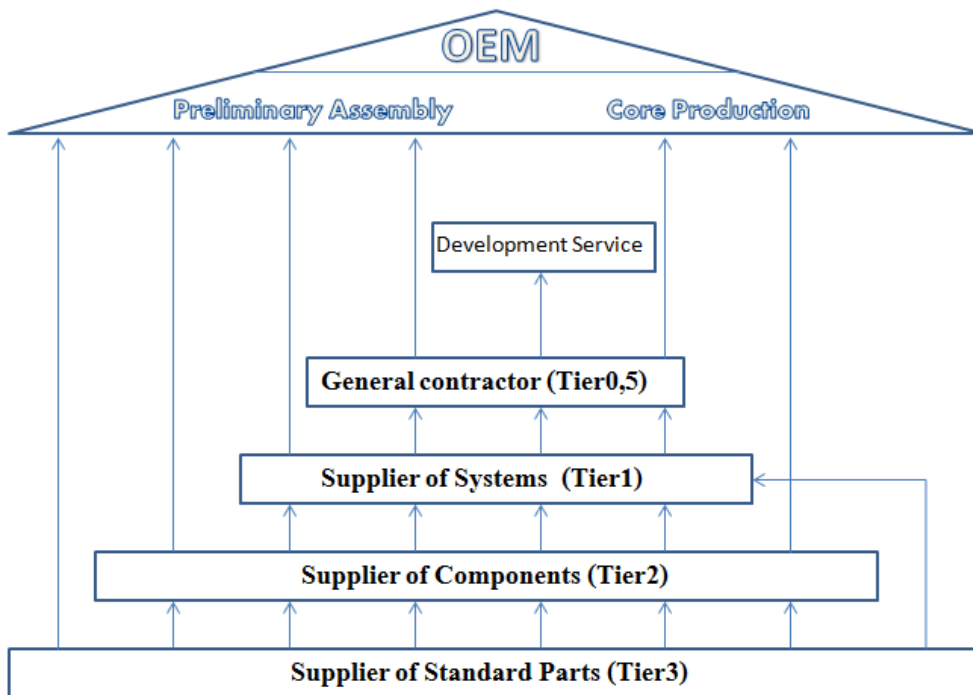 OEM
Preliminary Assembly
Core Production
Development Service
General contractor (Tier0,5)
Supplier of Systems (Tier1)
Supplier of Components (Tier2)
Supplier of Standard Parts (Tier3)